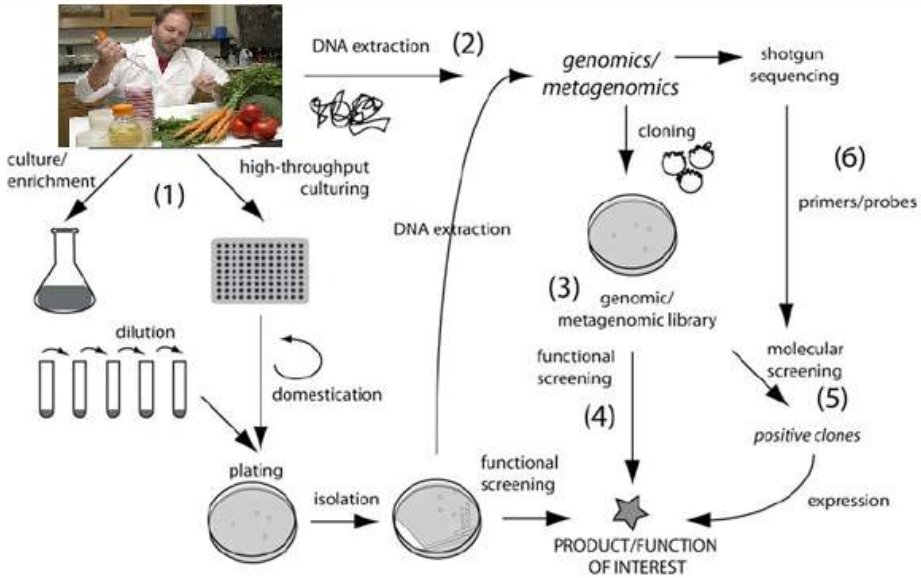 DNA extraction (2)
genomics/
metagenomics
shotgun
sequencing
cloning
culture/
enrichment
(1)
high-throughput
culturing
(6)
primers/probes
DNA extraction
(3)
genomic/
metagenomic library
dilution
domestication
functional
screening
(4)
molecular
screening
(5)
positive clones
plating
isolation
functional
screening
expression
PRODUCT/FUNCTION
OF INTEREST